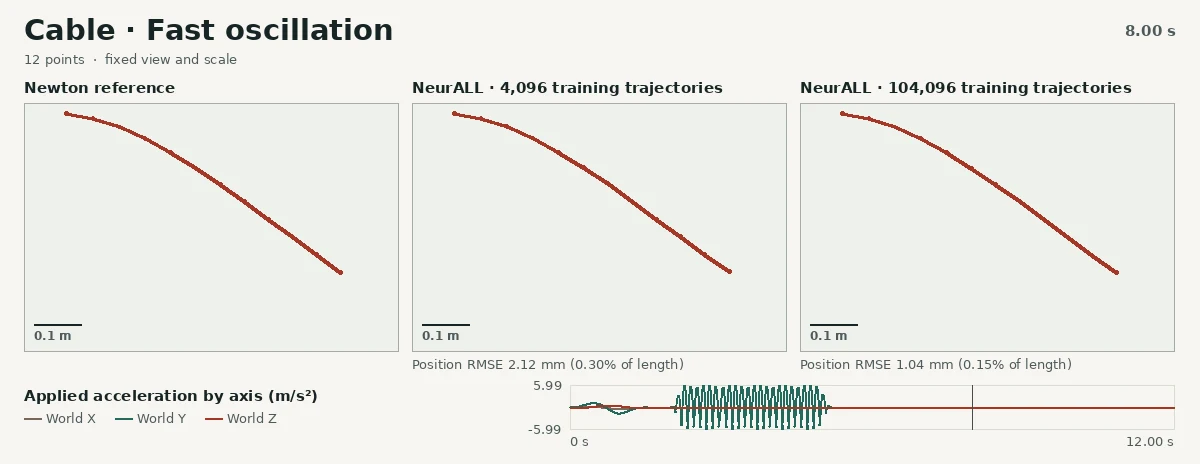 Cable · Fast oscillation
8.00 s
12 points · fixed view and scale
Newton reference
NeurALL · 4,096 training trajectories
NeurALL · 104,096 training trajectories
0.1 m
0.1 m
0.1 m
Position RMSE 2.12 mm (0.30% of length)
Position RMSE 1.04 mm (0.15% of length)
Applied acceleration by axis (m/s²)
World X
World Y
World Z
5.99
-5.99
0 s
12.00 s